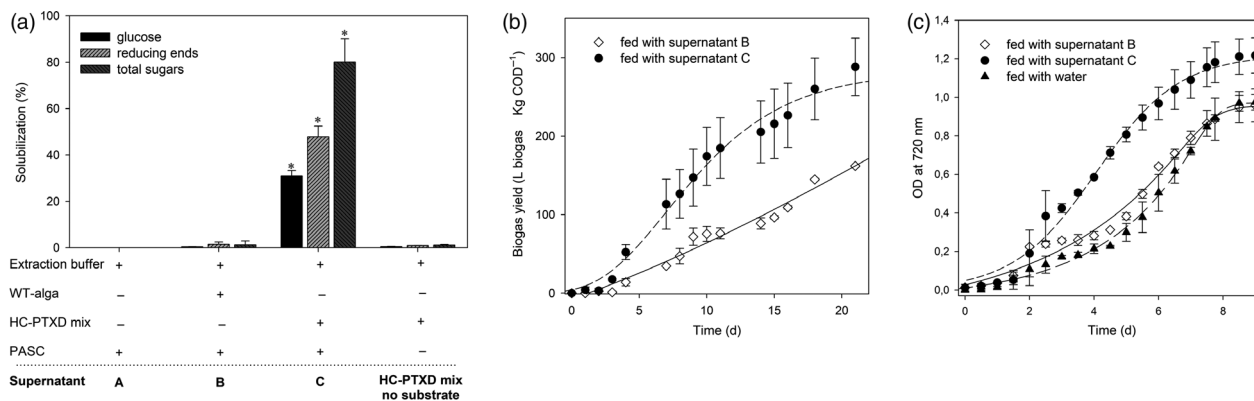 (a)
100
80
60
40
20
0
Solubilization (%)
glucose
reducing ends
total sugars
*
*
*
Extraction buffer + + + +
WT-alga – + – –
HC-PTXD mix – – + +
PASC + + + –
Supernatant A B C HC-PTXD mix
no substrate
(b)
Biogas yield (L biogas Kg COD⁻¹)
300
200
100
0
fed with supernatant B
fed with supernatant C
0 5 10 15 20
Time (d)
(c)
OD at 720 nm
1,4
1,2
1,0
0,8
0,6
0,4
0,2
0,0
fed with supernatant B
fed with supernatant C
fed with water
0 2 4 6 8
Time (d)